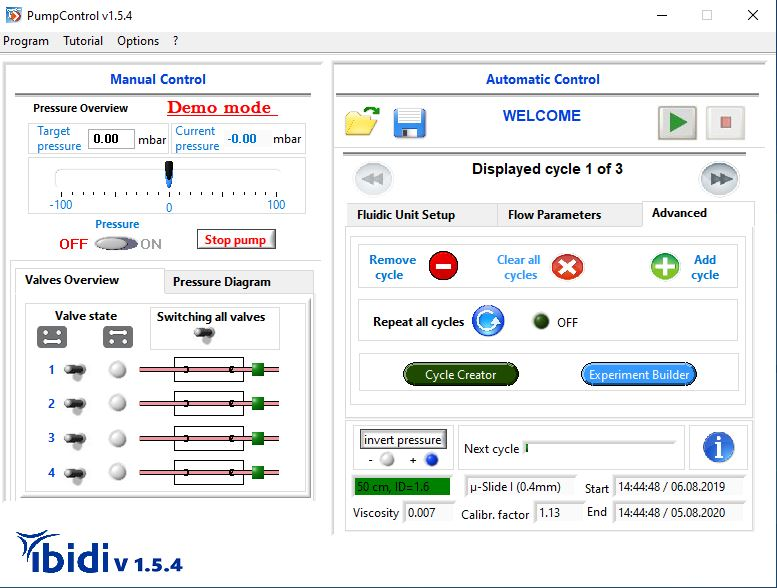 PumpControl v1.5.4
Program Tutorial Options ?
Manual Control
Pressure Overview Demo mode
Target pressure 0.00 mbar Current pressure -0.00 mbar
-100 0 100
Pressure
OFF ON Stop pump
Valves Overview Pressure Diagram
Valve state Switching all valves
1
2
3
4
ibidi v 1.5.4
Automatic Control
WELCOME
Displayed cycle 1 of 3
Fluidic Unit Setup Flow Parameters Advanced
Remove cycle Clear all cycles Add cycle
Repeat all cycles OFF
Cycle Creator Experiment Builder
invert pressure Next cycle
- +
50 cm, ID=1.6 µ-Slide I (0.4mm) Start 14:44:48 / 06.08.2019
Viscosity 0.007 Calibr. factor 1.13 End 14:44:48 / 05.08.2020